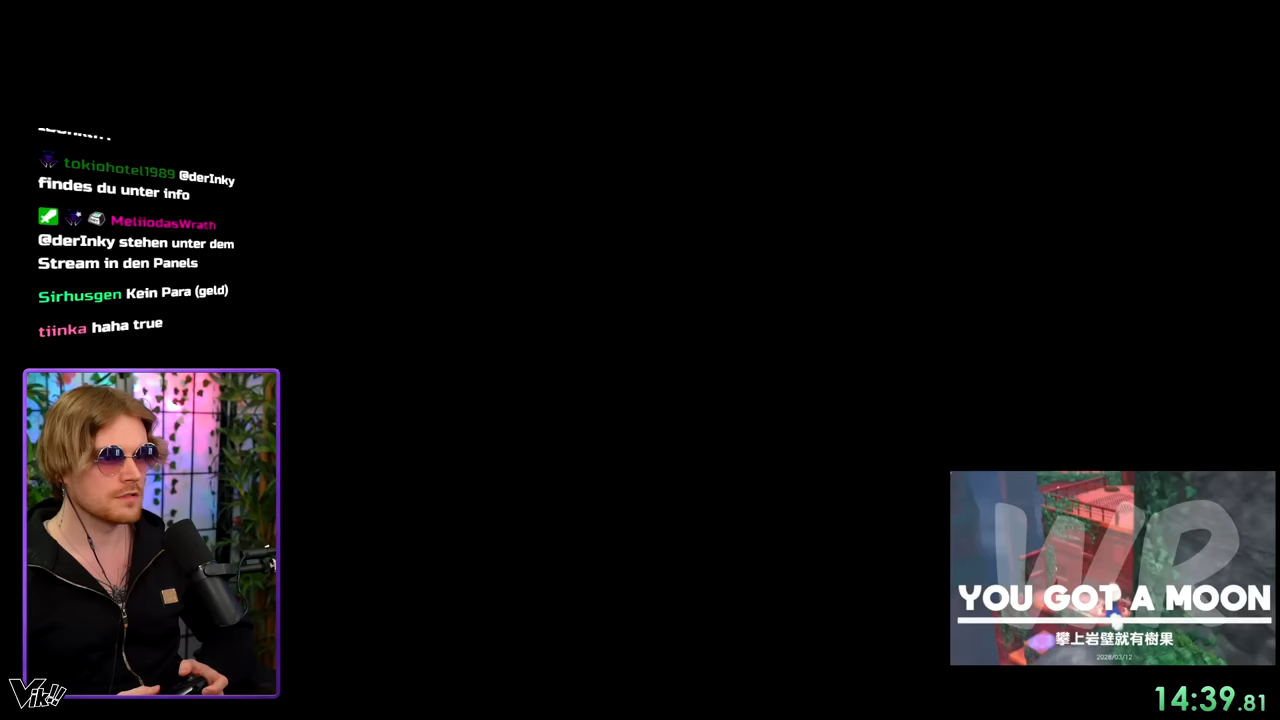 tokiohotel1989 @derInky
findes du unter info
MeliiodasWrath
@derInky stehen unter dem
Stream in den Panels
Sirhusgen Kein Para (geld)
tiinka haha true
WR
YOU GOT A MOON
攀上岩壁就有樹果
2028/03/12
Vik!!
14:39.81